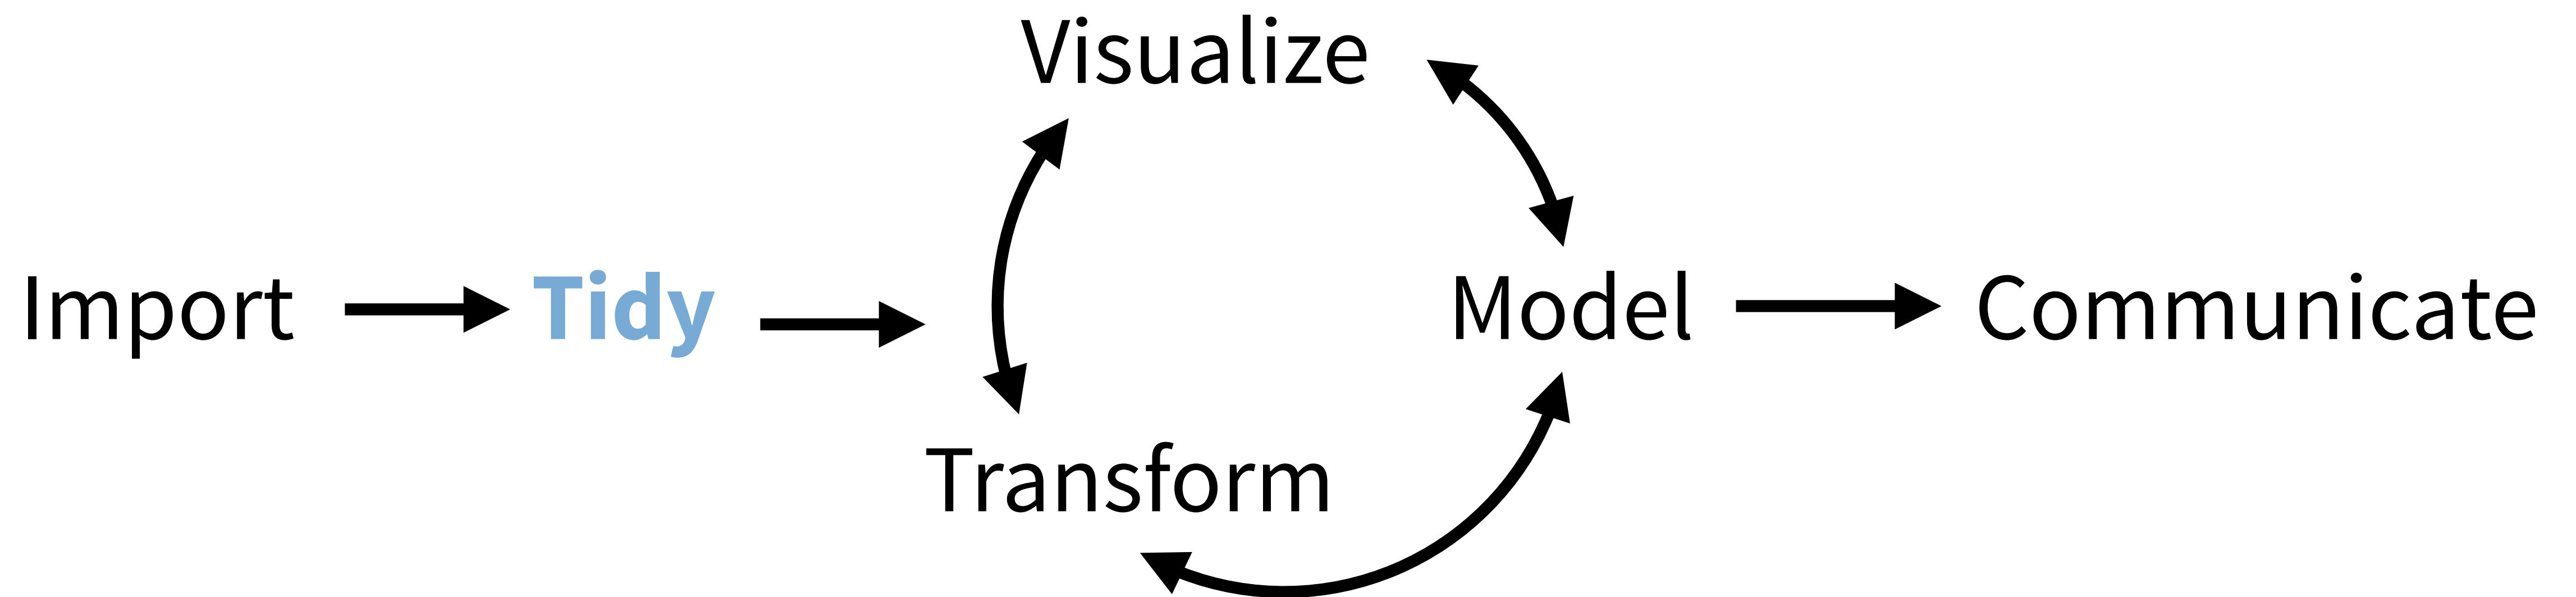 Visualize
Import
Tidy
Model
Communicate
Transform